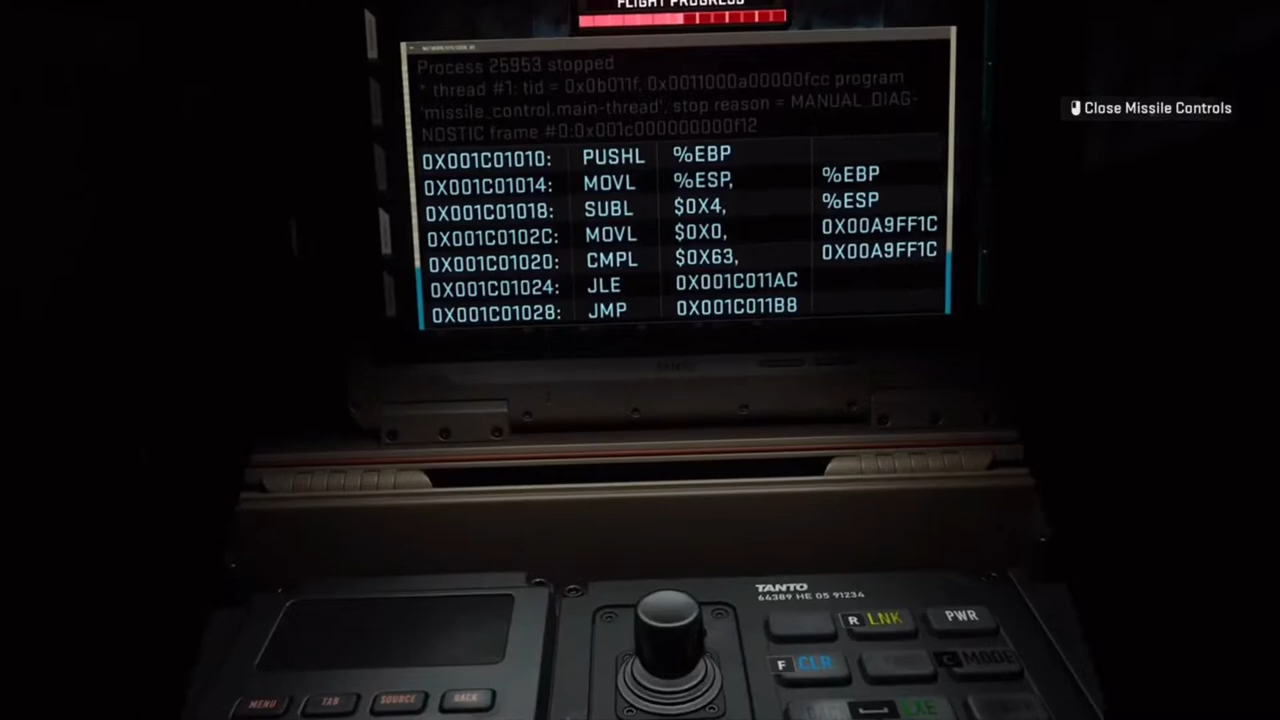 FLIGHT PROGRESS
Process 25953 stopped
* thread #1: tid = 0x0b011f, 0x0011000a00000fcc program
'missile_control.main-thread', stop reason = MANUAL_DIAG-
NOSTIC frame #0:0x001c000000000f12
0X001C01010: PUSHL %EBP
0X001C01014: MOVL %ESP, %EBP
0X001C01018: SUBL $0X4, %ESP
0X001C0102C: MOVL $0X0, 0X00A9FF1C
0X001C01020: CMPL $0X63, 0X00A9FF1C
0X001C01024: JLE 0X001C011AC
0X001C01028: JMP 0X001C011B8
Close Missile Controls
TANTO
64389 HE 05 91234
R LNK PWR
F CLR C MODE
MENU TAB SOURCE BACK
EXE